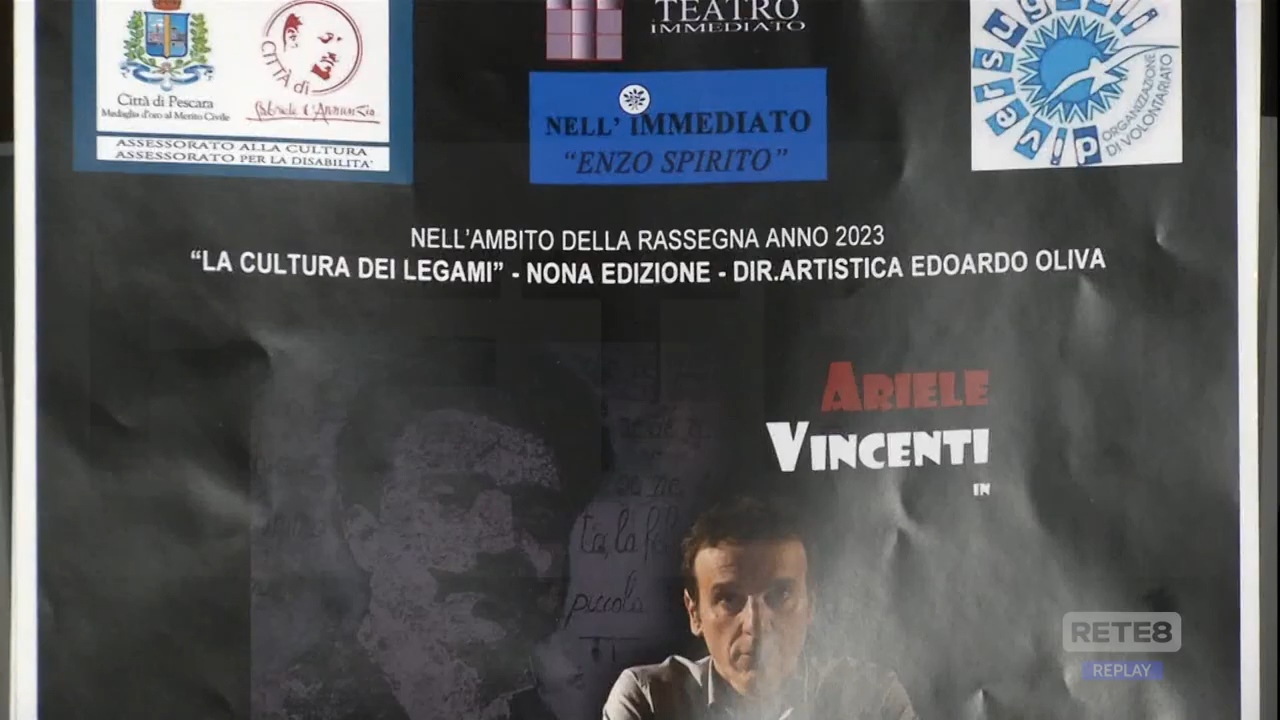 Città di Pescara
Medaglia d'oro al Merito Civile
CITTÀ di
Gabriele d'Annunzio
ASSESSORATO ALLA CULTURA
ASSESSORATO PER LA DISABILITA'
TEATRO
IMMEDIATO
NELL' IMMEDIATO
"ENZO SPIRITO"
ORGANIZZAZIONE
DI VOLONTARIATO
NELL'AMBITO DELLA RASSEGNA ANNO 2023
"LA CULTURA DEI LEGAMI" - NONA EDIZIONE - DIR.ARTISTICA EDOARDO OLIVA
ARIELE
VINCENTI
IN
piccola
RETE8
REPLAY